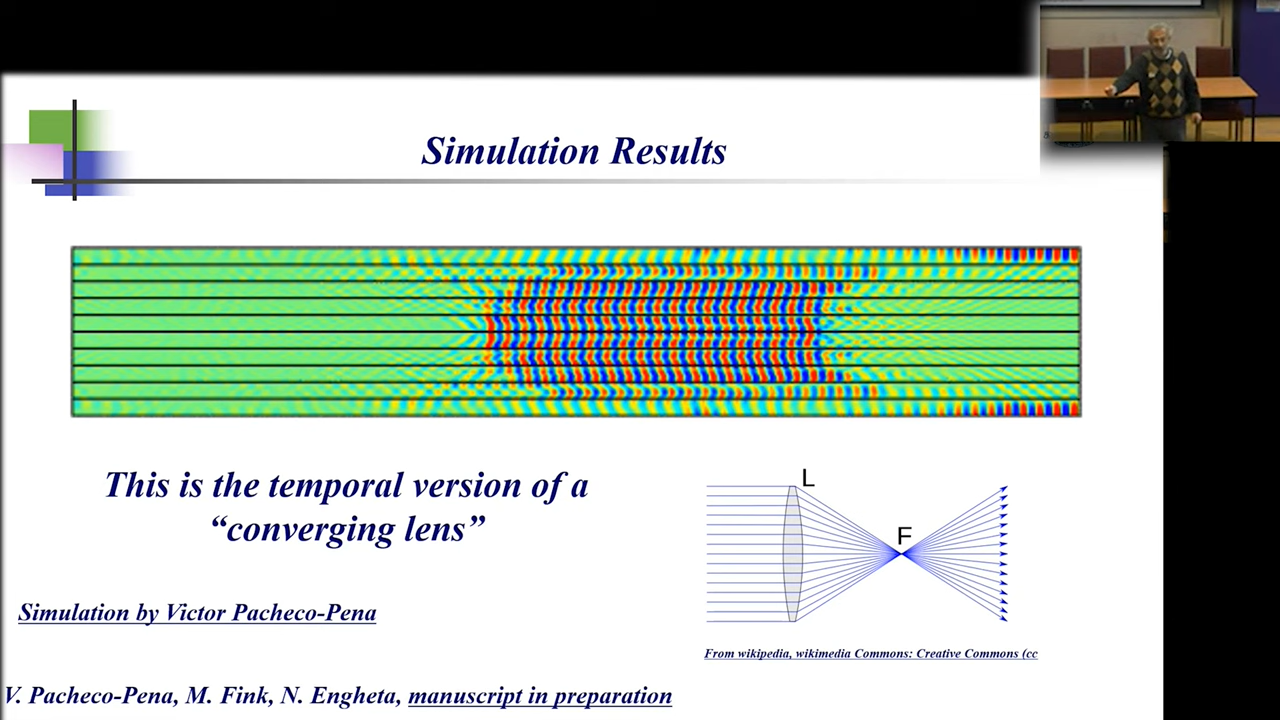 Simulation Results
This is the temporal version of a
“converging lens”
L
F
Simulation by Victor Pacheco-Pena
From wikipedia, wikimedia Commons: Creative Commons (cc
V. Pacheco-Pena, M. Fink, N. Engheta, manuscript in preparation